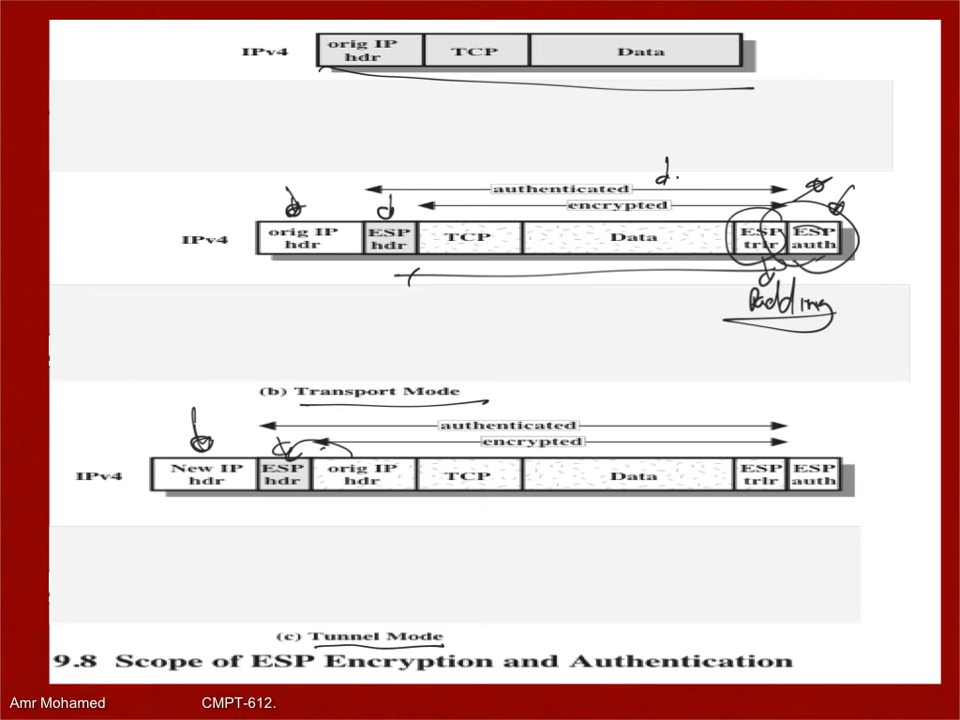 IPv4 orig IP hdr TCP Data
authenticated
encrypted
IPv4 orig IP hdr ESP hdr TCP Data ESP trlr ESP auth
Padding
(b) Transport Mode
authenticated
encrypted
IPv4 New IP hdr ESP hdr orig IP hdr TCP Data ESP trlr ESP auth
(c) Tunnel Mode
9.8 Scope of ESP Encryption and Authentication
Amr Mohamed CMPT-612.